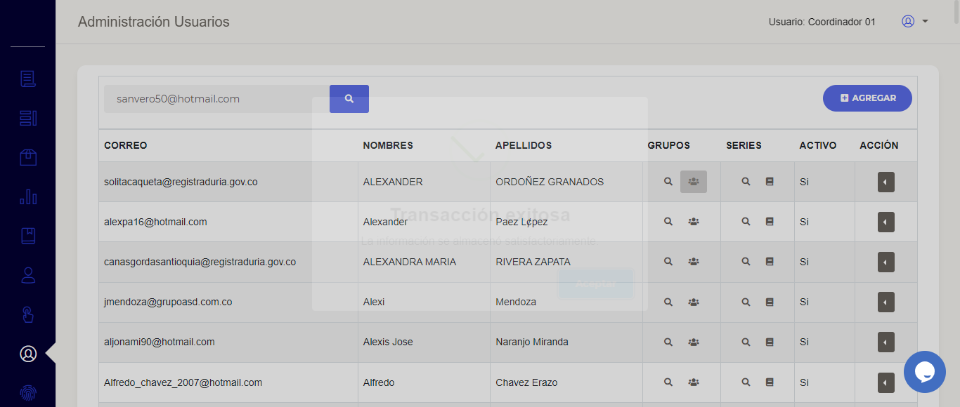 Administración Usuarios
Usuario: Coordinador 01
sanvero50@hotmail.com
AGREGAR
CORREO NOMBRES APELLIDOS GRUPOS SERIES ACTIVO ACCIÓN
solitacaqueta@registraduria.gov.co ALEXANDER ORDOÑEZ GRANADOS Si
Transacción exitosa
alexpa16@hotmail.com Alexander Paez L¢pez Si
La información se almacenó satisfactoriamente.
canasgordasantioquia@registraduria.gov.co ALEXANDRA MARIA RIVERA ZAPATA Si
Aceptar
jmendoza@grupoasd.com.co Alexi Mendoza Si
aljonami90@hotmail.com Alexis Jose Naranjo Miranda Si
Alfredo_chavez_2007@hotmail.com Alfredo Chavez Erazo Si